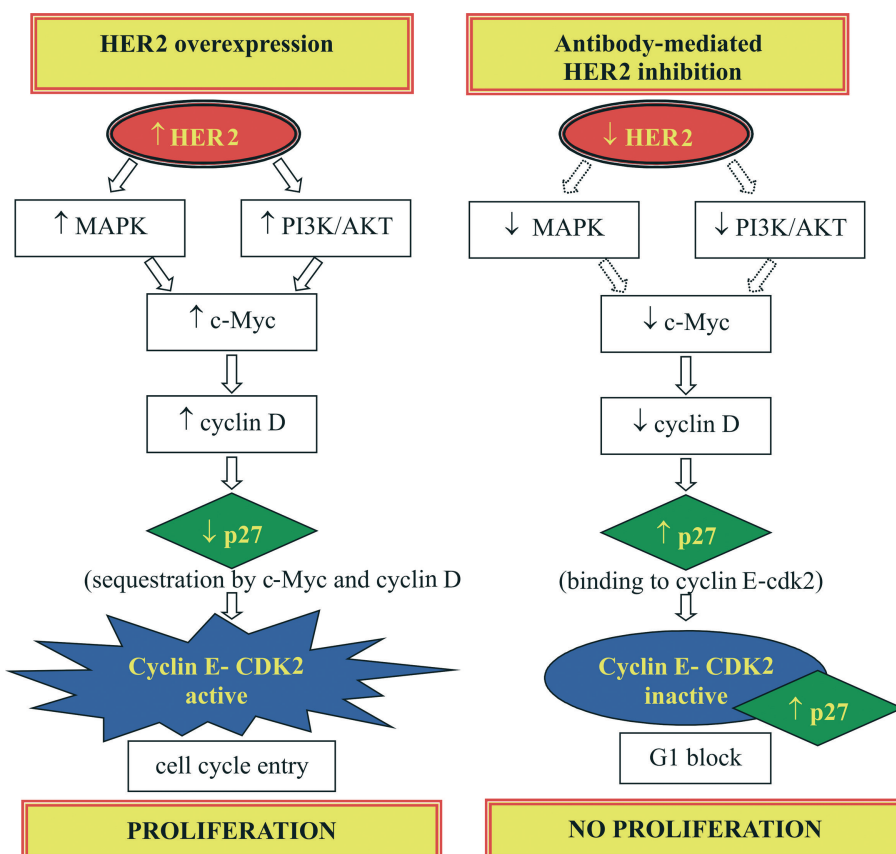 HER2 overexpression
↑ HER2
↑ MAPK
↑ PI3K/AKT
↑ c-Myc
↑ cyclin D
↓ p27
(sequestration by c-Myc and cyclin D
Cyclin E- CDK2
active
cell cycle entry
PROLIFERATION
Antibody-mediated
HER2 inhibition
↓ HER2
↓ MAPK
↓ PI3K/AKT
↓ c-Myc
↓ cyclin D
↑ p27
(binding to cyclin E-cdk2)
Cyclin E- CDK2
inactive
↑ p27
G1 block
NO PROLIFERATION